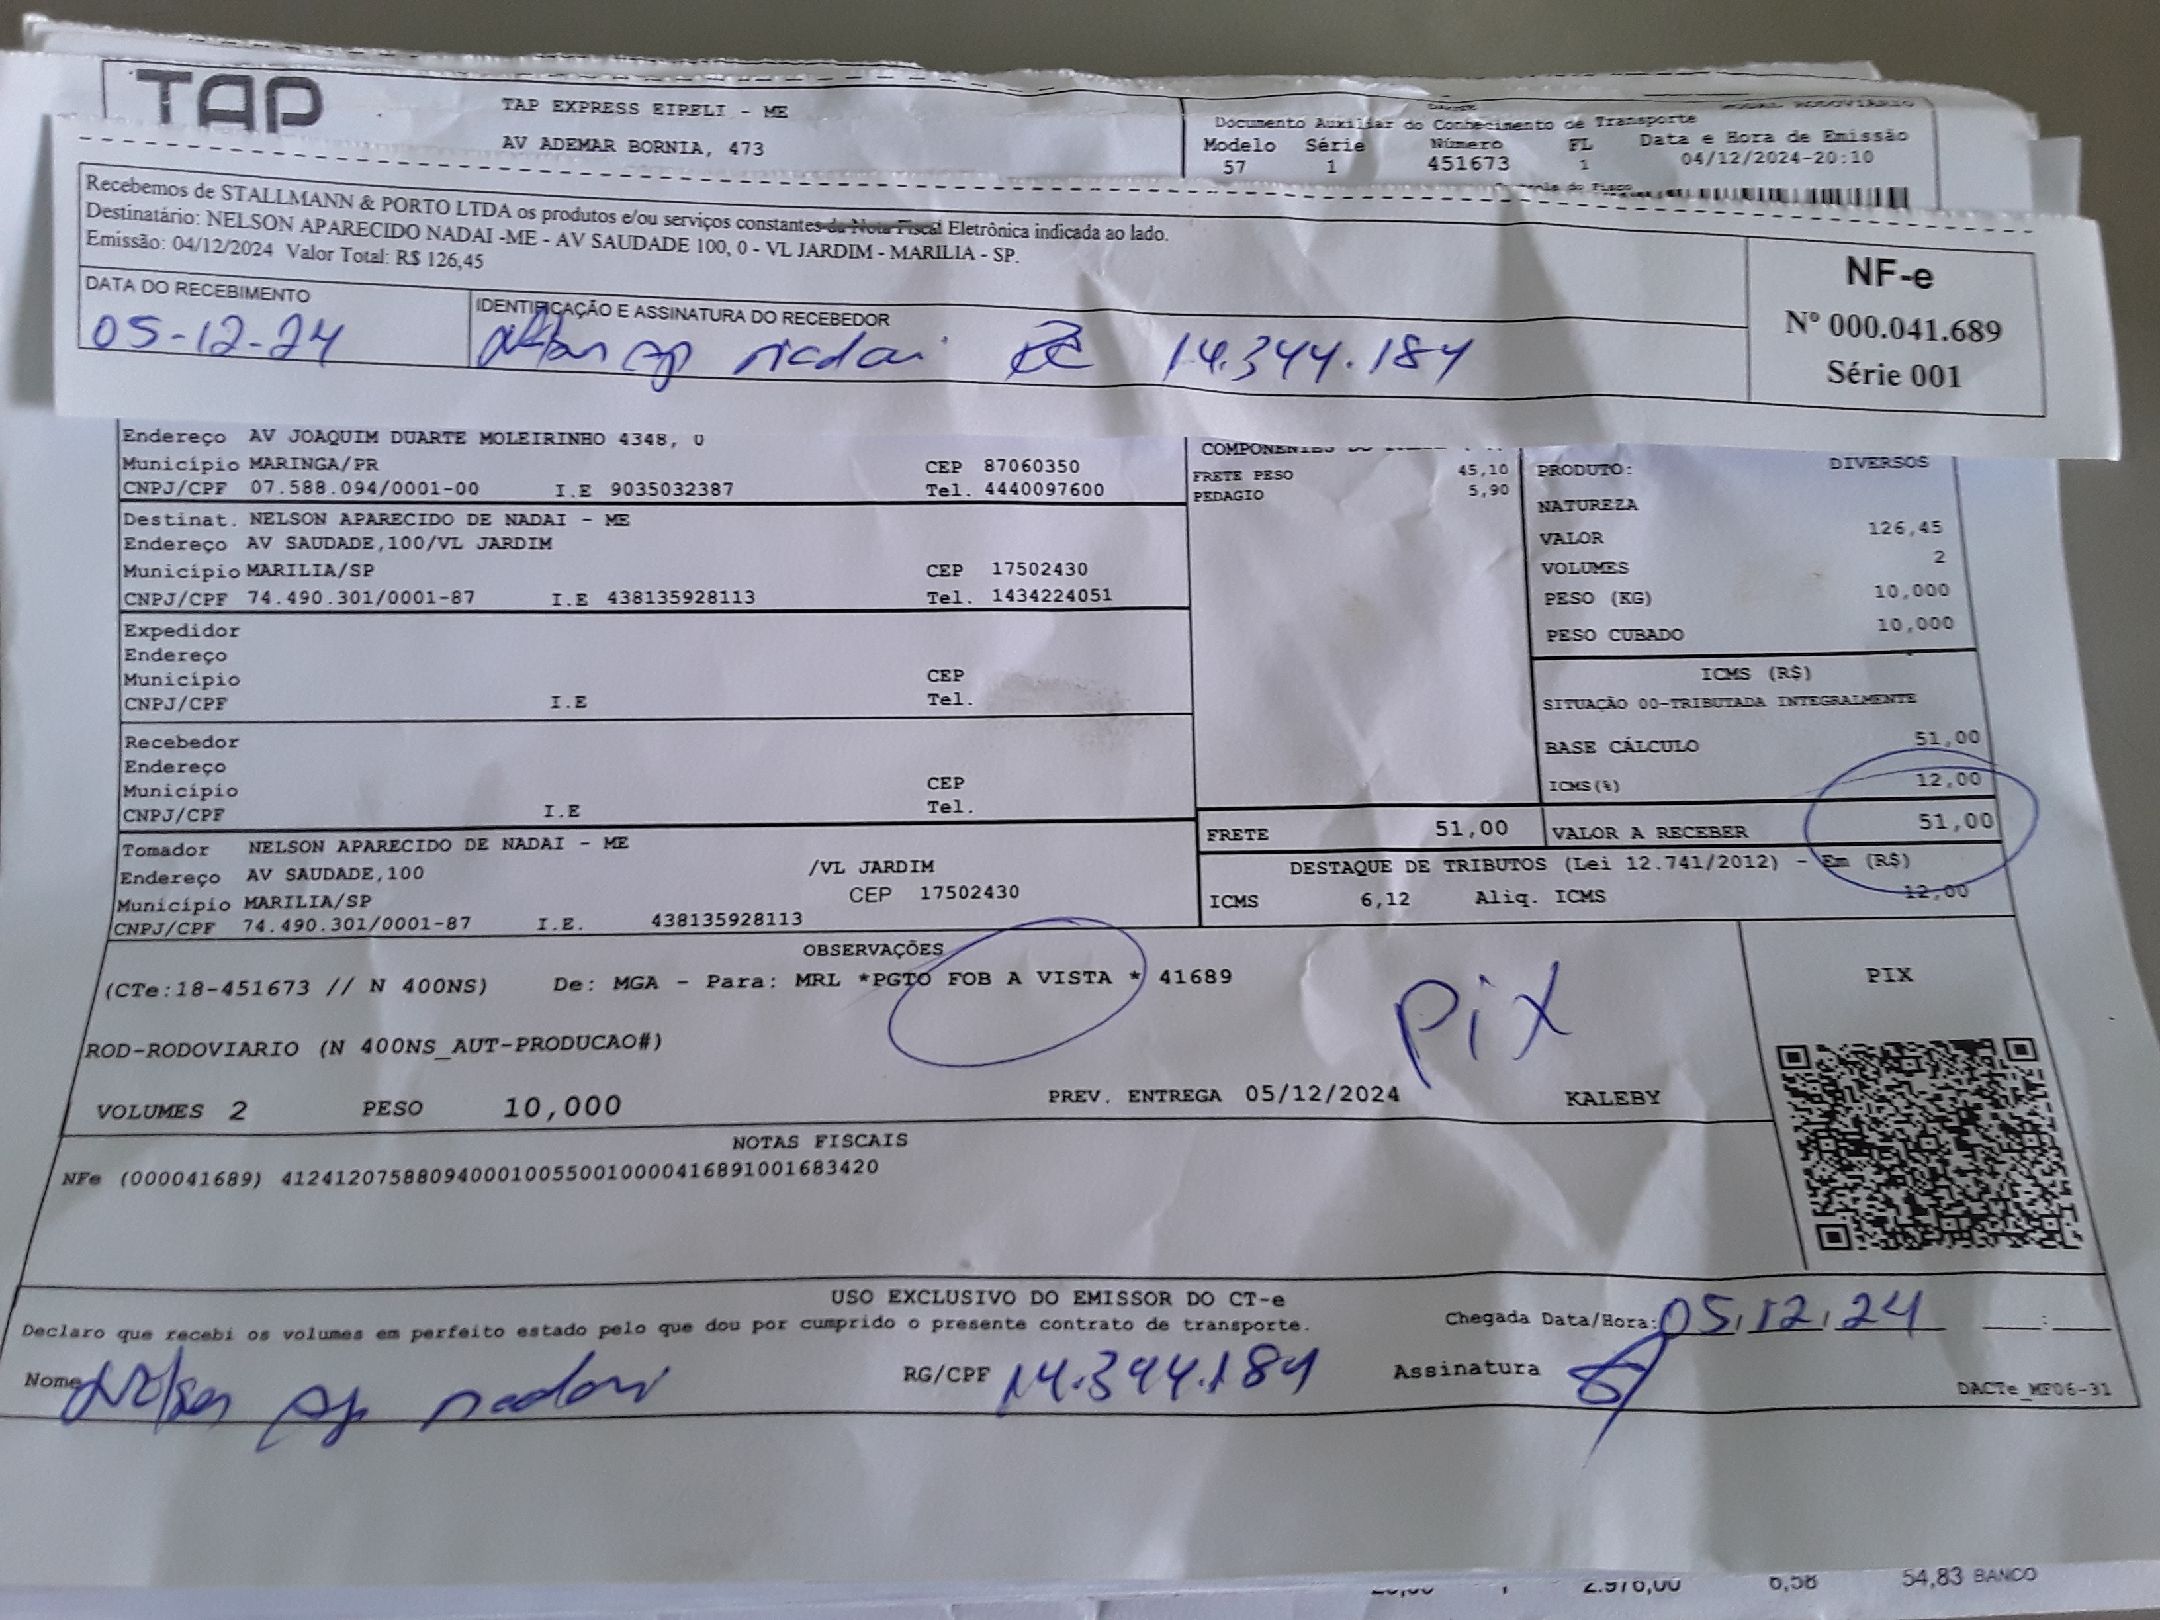 TAP
TAP EXPRESS EIRELI - ME
AV ADEMAR BORNIA, 473
MODAL RODOVIÁRIO
Documento Auxiliar do Conhecimento de Transporte
Modelo Série Número FL Data e Hora de Emissão
57 1 451673 1 04/12/2024-20:10
Recebemos de STALLMANN & PORTO LTDA os produtos e/ou serviços constantes da Nota Fiscal Eletrônica indicada ao lado.
Destinatário: NELSON APARECIDO NADAI -ME - AV SAUDADE 100, 0 - VL JARDIM - MARILIA - SP.
Emissão: 04/12/2024 Valor Total: R$ 126,45
DATA DO RECEBIMENTO
05-12-24
IDENTIFICAÇÃO E ASSINATURA DO RECEBEDOR
14.344.184
NF-e
Nº 000.041.689
Série 001
Endereço AV JOAQUIM DUARTE MOLEIRINHO 4348, 0
Município MARINGA/PR CEP 87060350
CNPJ/CPF 07.588.094/0001-00 I.E 9035032387 Tel. 4440097600
Destinat. NELSON APARECIDO DE NADAI - ME
Endereço AV SAUDADE,100/VL JARDIM
Município MARILIA/SP CEP 17502430
CNPJ/CPF 74.490.301/0001-87 I.E 438135928113 Tel. 1434224051
Expedidor
Endereço
Município CEP
CNPJ/CPF I.E Tel.
Recebedor
Endereço
Município CEP
CNPJ/CPF I.E Tel.
Tomador NELSON APARECIDO DE NADAI - ME
Endereço AV SAUDADE,100 /VL JARDIM
Município MARILIA/SP CEP 17502430
CNPJ/CPF 74.490.301/0001-87 I.E. 438135928113
COMPONENTES
FRETE PESO 45,10
PEDAGIO 5,90
PRODUTO: DIVERSOS
NATUREZA
VALOR 126,45
VOLUMES 2
PESO (KG) 10,000
PESO CUBADO 10,000
ICMS (R$)
SITUAÇÃO 00-TRIBUTADA INTEGRALMENTE
BASE CÁLCULO 51,00
ICMS(%) 12,00
FRETE 51,00 VALOR A RECEBER 51,00
DESTAQUE DE TRIBUTOS (Lei 12.741/2012) - Em (R$)
ICMS 6,12 Aliq. ICMS 12,00
OBSERVAÇÕES
(CTe:18-451673 // N 400NS) De: MGA - Para: MRL *PGTO FOB A VISTA * 41689
Pix
PIX
ROD-RODOVIARIO (N 400NS_AUT-PRODUCAO#)
VOLUMES 2 PESO 10,000 PREV. ENTREGA 05/12/2024 KALEBY
NOTAS FISCAIS
NFe (000041689) 41241207588094000100550010000416891001683420
USO EXCLUSIVO DO EMISSOR DO CT-e
Declaro que recebi os volumes em perfeito estado pelo que dou por cumprido o presente contrato de transporte.
Chegada Data/Hora: 05/12/24 __:__
Nome Nelson Ap nadai RG/CPF 14.344.184 Assinatura
DACTe_MF06-31
2.976,00 6,58 54,83 BANCO